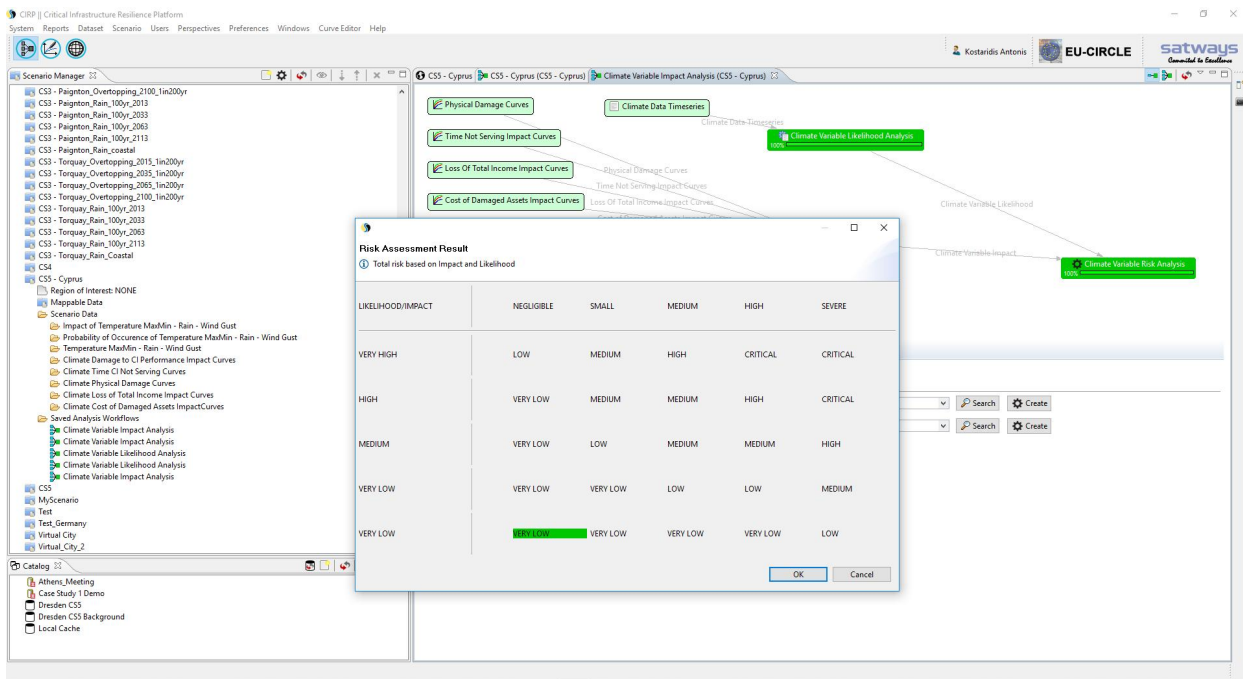 CIRP || Critical Infrastructure Resilience Platform
System Reports Dataset Scenario Users Perspectives Preferences Windows Curve Editor Help
Kostaridis Antonis
EU-CIRCLE
satways
Committed to Excellence
Scenario Manager
CS5 - Cyprus
CS5 - Cyprus (CS5 - Cyprus)
Climate Variable Impact Analysis (CS5 - Cyprus)
CS3 - Paignton_Overtopping_2100_1in200yr
CS3 - Paignton_Rain_100yr_2013
CS3 - Paignton_Rain_100yr_2033
CS3 - Paignton_Rain_100yr_2063
CS3 - Paignton_Rain_100yr_2113
CS3 - Paignton_Rain_coastal
CS3 - Torquay_Overtopping_2015_1in200yr
CS3 - Torquay_Overtopping_2035_1in200yr
CS3 - Torquay_Overtopping_2065_1in200yr
CS3 - Torquay_Overtopping_2100_1in200yr
CS3 - Torquay_Rain_100yr_2013
CS3 - Torquay_Rain_100yr_2033
CS3 - Torquay_Rain_100yr_2063
CS3 - Torquay_Rain_100yr_2113
CS3 - Torquay_Rain_Coastal
CS4
CS5 - Cyprus
Region of Interest: NONE
Mappable Data
Scenario Data
Impact of Temperature MaxMin - Rain - Wind Gust
Probability of Occurence of Temperature MaxMin - Rain - Wind Gust
Temperature MaxMin - Rain - Wind Gust
Climate Damage to CI Performance Impact Curves
Climate Time CI Not Serving Curves
Climate Physical Damage Curves
Climate Loss of Total Income Impact Curves
Climate Cost of Damaged Assets ImpactCurves
Saved Analysis Workflows
Climate Variable Impact Analysis
Climate Variable Impact Analysis
Climate Variable Likelihood Analysis
Climate Variable Likelihood Analysis
Climate Variable Impact Analysis
CS5
MyScenario
Test
Test_Germany
Virtual City
Virtual_City_2
Catalog
Athens_Meeting
Case Study 1 Demo
Dresden CS5
Dresden CS5 Background
Local Cache
Physical Damage Curves
Climate Data Timeseries
Climate Data Timeseries
Time Not Serving Impact Curves
Climate Variable Likelihood Analysis
100%
Loss Of Total Income Impact Curves
Physical Damage Curves
Time Not Serving Impact Curves
Cost of Damaged Assets Impact Curves
Loss Of Total Income Impact Curves
Climate Variable Likelihood
Climate Variable Impact
Climate Variable Risk Analysis
100%
Search
Create
Search
Create
Risk Assessment Result
Total risk based on Impact and Likelihood
LIKELIHOOD/IMPACT NEGLIGIBLE SMALL MEDIUM HIGH SEVERE
VERY HIGH LOW MEDIUM HIGH CRITICAL CRITICAL
HIGH VERY LOW MEDIUM MEDIUM HIGH CRITICAL
MEDIUM VERY LOW LOW MEDIUM MEDIUM HIGH
VERY LOW VERY LOW VERY LOW LOW LOW MEDIUM
VERY LOW VERY LOW VERY LOW VERY LOW VERY LOW LOW
OK Cancel